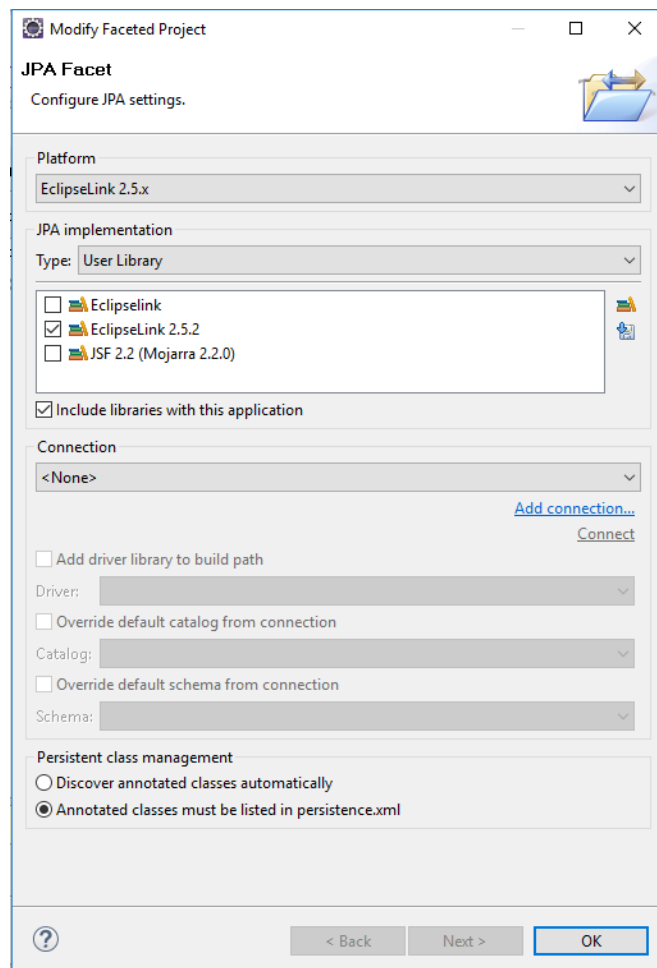 Modify Faceted Project
JPA Facet
Configure JPA settings.
Platform
EclipseLink 2.5.x
JPA implementation
Type: User Library
Eclipselink
EclipseLink 2.5.2
JSF 2.2 (Mojarra 2.2.0)
Include libraries with this application
Connection
<None>
Add connection...
Connect
Add driver library to build path
Driver:
Override default catalog from connection
Catalog:
Override default schema from connection
Schema:
Persistent class management
Discover annotated classes automatically
Annotated classes must be listed in persistence.xml
?
< Back Next > OK